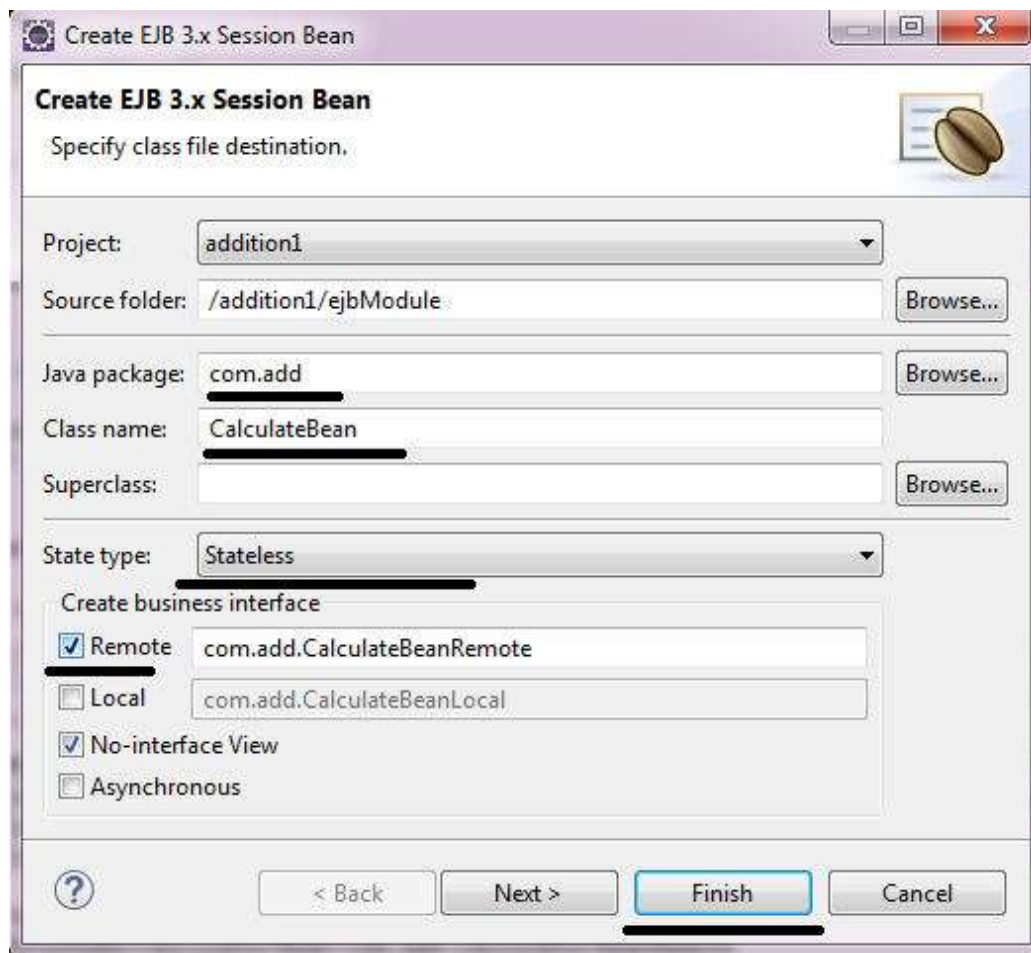 Create EJB 3.x Session Bean
Create EJB 3.x Session Bean
Specify class file destination.
Project: addition1
Source folder: /addition1/ejbModule Browse...
Java package: com.add Browse...
Class name: CalculateBean
Superclass: Browse...
State type: Stateless
Create business interface
Remote com.add.CalculateBeanRemote
Local com.add.CalculateBeanLocal
No-interface View
Asynchronous
? < Back Next > Finish Cancel